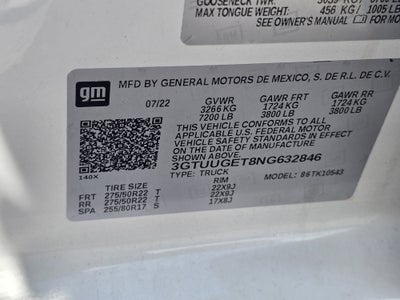 GOOSENECK TWR:
MAX TONGUE WEIGHT: 456 KG / 1005 LB
SEE OWNER'S MANUAL
gm
MFD BY GENERAL MOTORS DE MEXICO, S. DE R.L. DE C.V.
07/22 GVWR GAWR FRT GAWR RR
3266 KG 1724 KG 1724 KG
7200 LB 3800 LB 3800 LB
THIS VEHICLE CONFORMS TO ALL
APPLICABLE U.S. FEDERAL MOTOR
VEHICLE SAFETY STANDARDS IN EFFECT
ON THE DATE OF MANUFACTURE
SHOWN ABOVE.
3GTUUGET8NG632846
TYPE: TRUCK MODEL: 86TK10543
140X
TIRE SIZE RIM
FRT 275/50R22 T 22X9J
RR 275/50R22 T 22X9J
SPA 255/80R17 S 17X8J